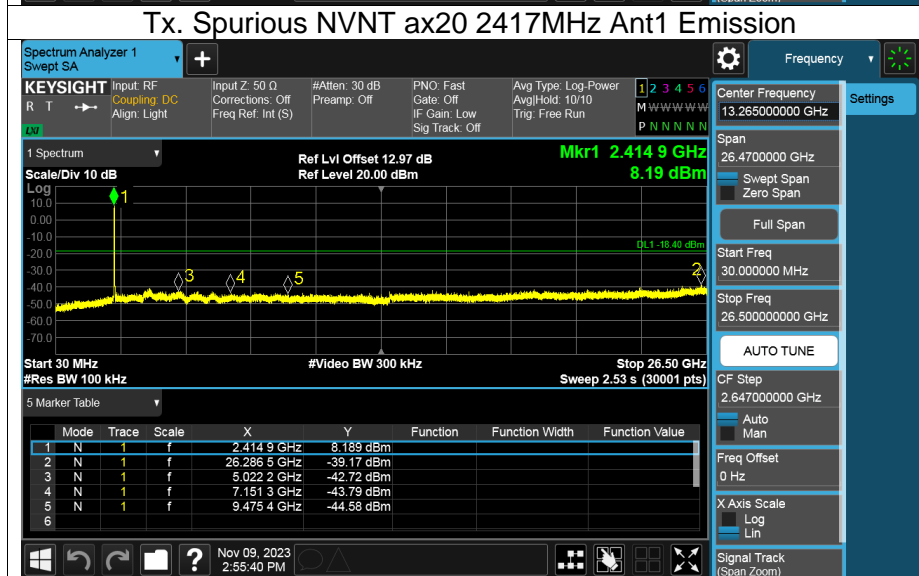 (Span Zoom)
Tx. Spurious NVNT ax20 2417MHz Ant1 Emission
Spectrum Analyzer 1
Swept SA
+
Frequency
KEYSIGHT
R T
LXI
Input: RF
Coupling: DC
Align: Light
Input Z: 50 Ω
Corrections: Off
Freq Ref: Int (S)
#Atten: 30 dB
Preamp: Off
PNO: Fast
Gate: Off
IF Gain: Low
Sig Track: Off
Avg Type: Log-Power
Avg|Hold: 10/10
Trig: Free Run
1 2 3 4 5 6
M W W W W W
P N N N N N
Center Frequency
13.265000000 GHz
Settings
1 Spectrum
Scale/Div 10 dB
Ref Lvl Offset 12.97 dB
Ref Level 20.00 dBm
Mkr1 2.414 9 GHz
8.19 dBm
Span
26.4700000 GHz
Swept Span
Zero Span
Full Span
Log
10.0
0.00
-10.0
-20.0
-30.0
-40.0
-50.0
-60.0
-70.0
1
DL1 -18.40 dBm
2
3
4
5
Start Freq
30.000000 MHz
Stop Freq
26.500000000 GHz
AUTO TUNE
Start 30 MHz
#Video BW 300 kHz
Stop 26.50 GHz
#Res BW 100 kHz
Sweep 2.53 s (30001 pts)
CF Step
2.647000000 GHz
Auto
Man
5 Marker Table
Mode Trace Scale X Y Function Function Width Function Value
1 N 1 f 2.414 9 GHz 8.189 dBm
2 N 1 f 26.286 5 GHz -39.17 dBm
3 N 1 f 5.022 2 GHz -42.72 dBm
4 N 1 f 7.151 3 GHz -43.79 dBm
5 N 1 f 9.475 4 GHz -44.58 dBm
6
Freq Offset
0 Hz
X Axis Scale
Log
Lin
Signal Track
(Span Zoom)
?
Nov 09, 2023
2:55:40 PM